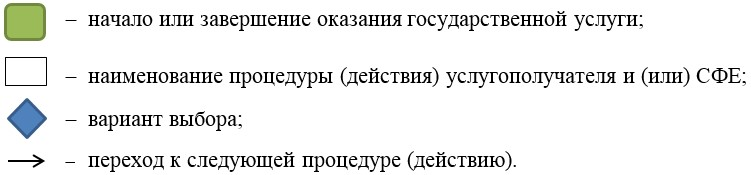 – начало или завершение оказания государственной услуги;
– наименование процедуры (действия) услугополучателя и (или) СФЕ;
– вариант выбора;
– переход к следующей процедуре (действию).